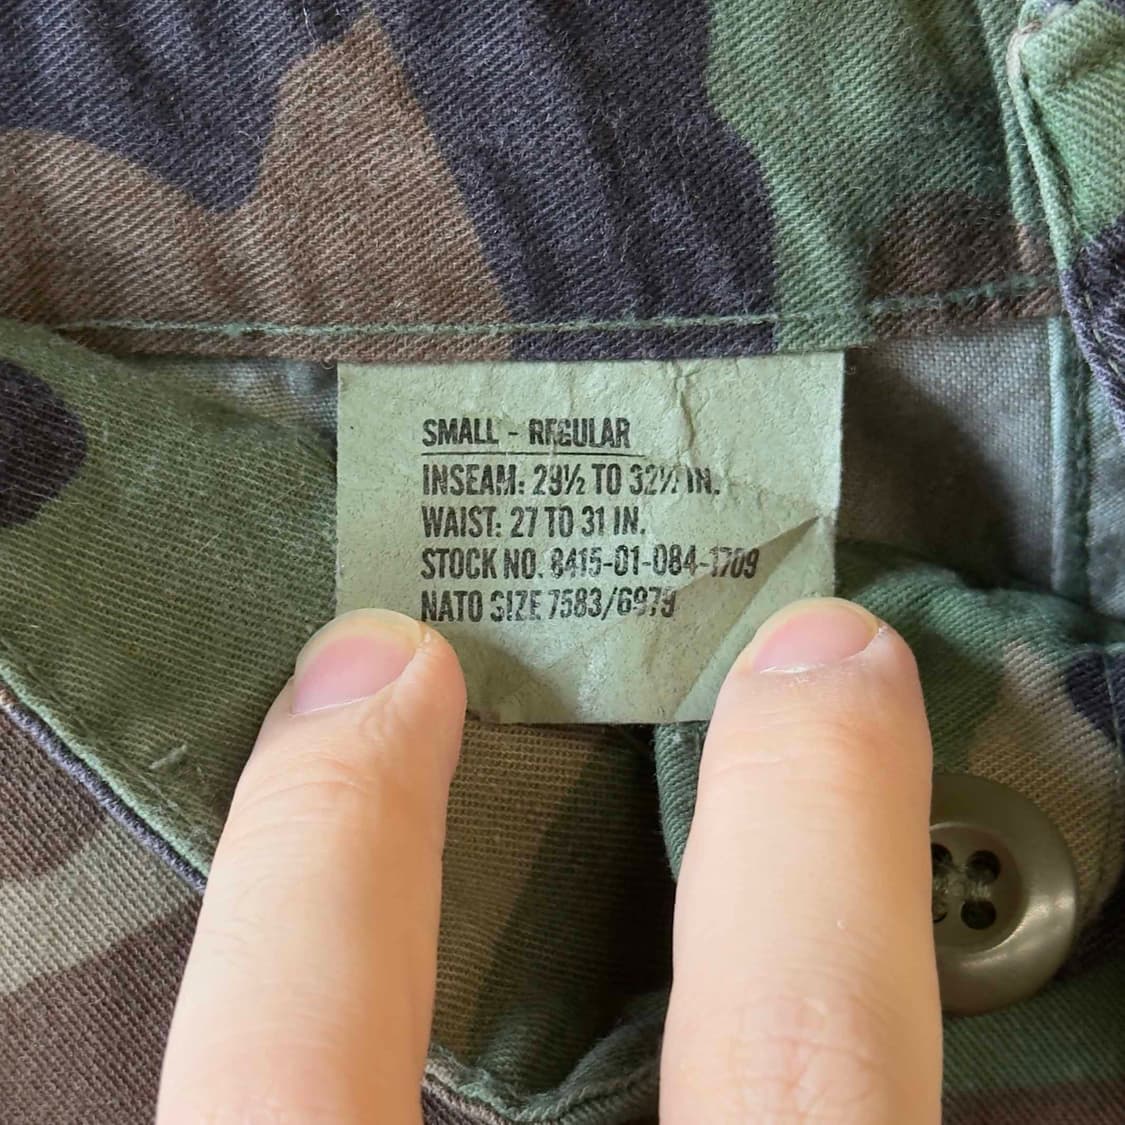 SMALL - REGULAR
INSEAM: 29½ TO 32½ IN.
WAIST: 27 TO 31 IN.
STOCK NO. 8415-01-084-1709
NATO SIZE 7583/6979